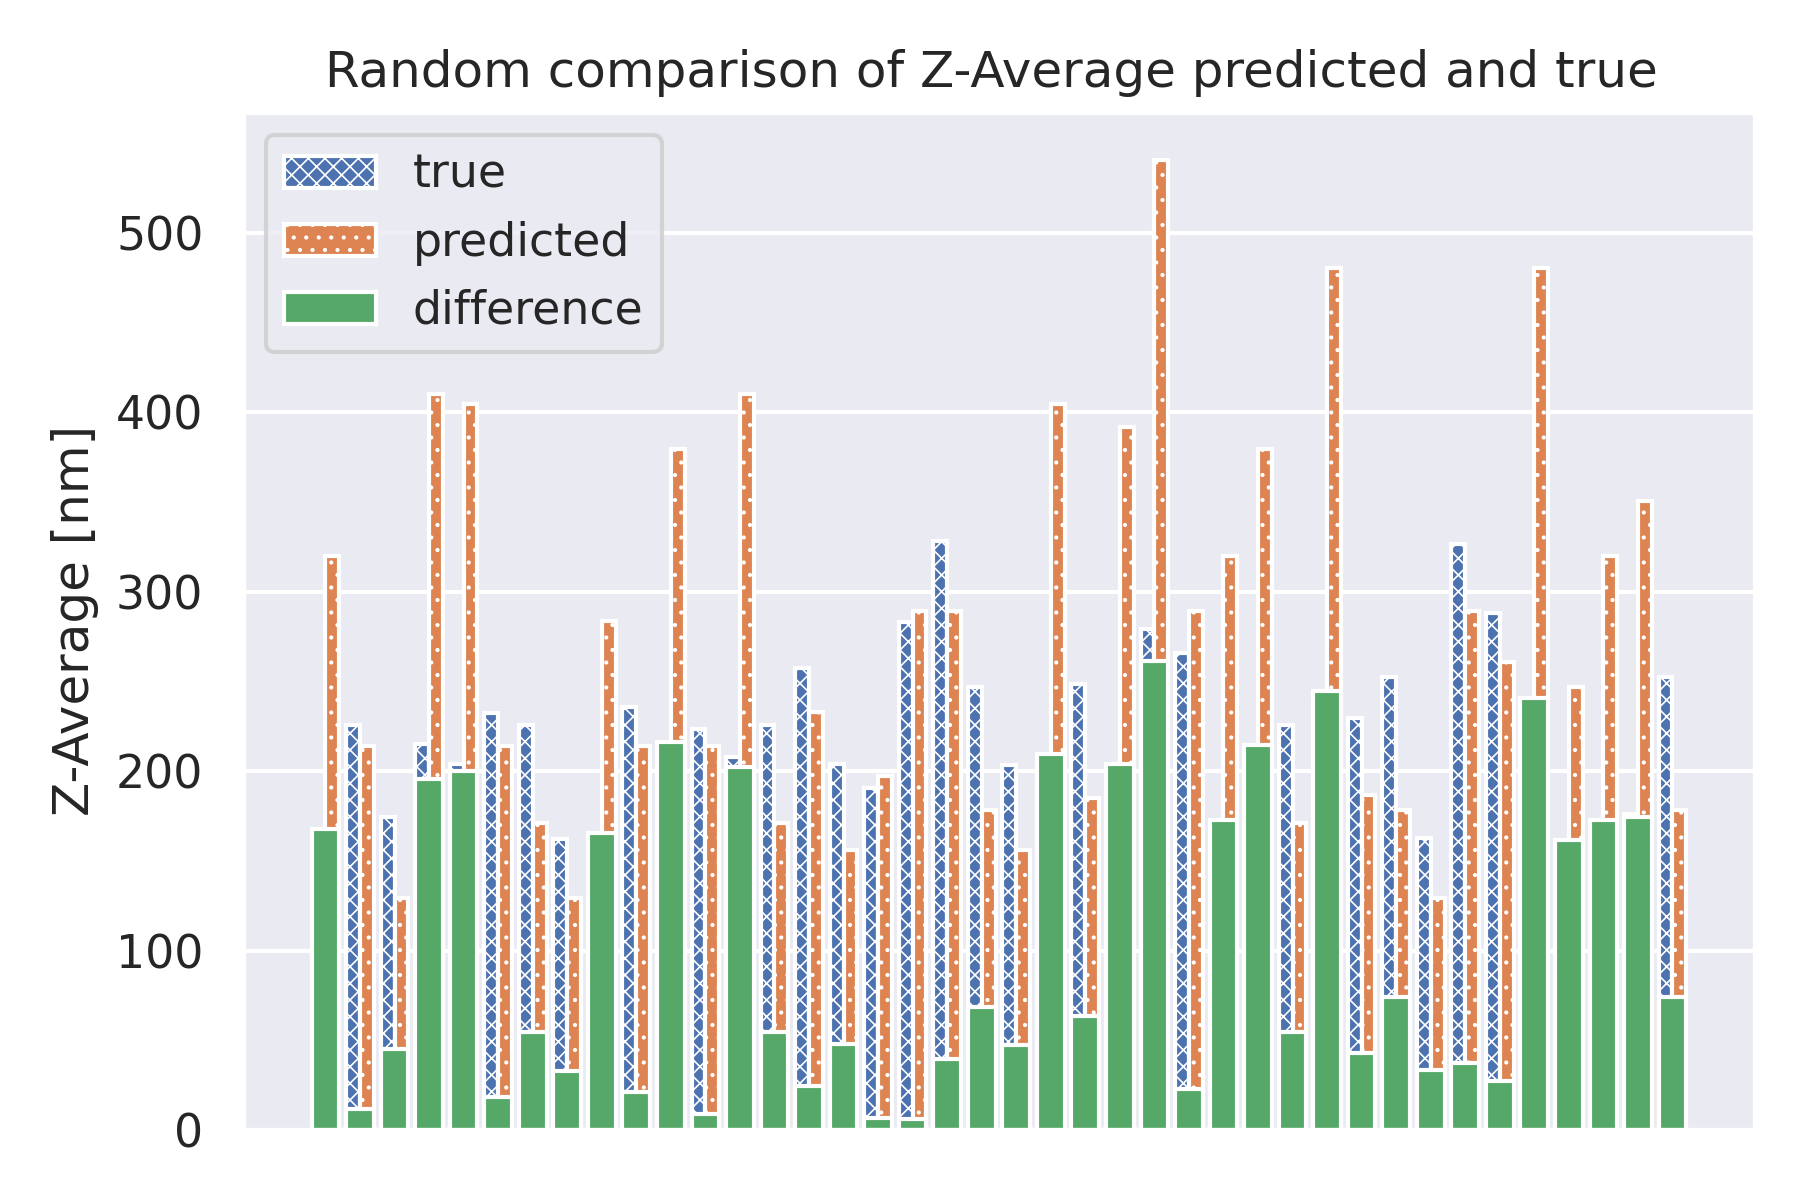 Random comparison of Z-Average predicted and true
true
predicted
difference
Z-Average [nm]
500
400
300
200
100
0